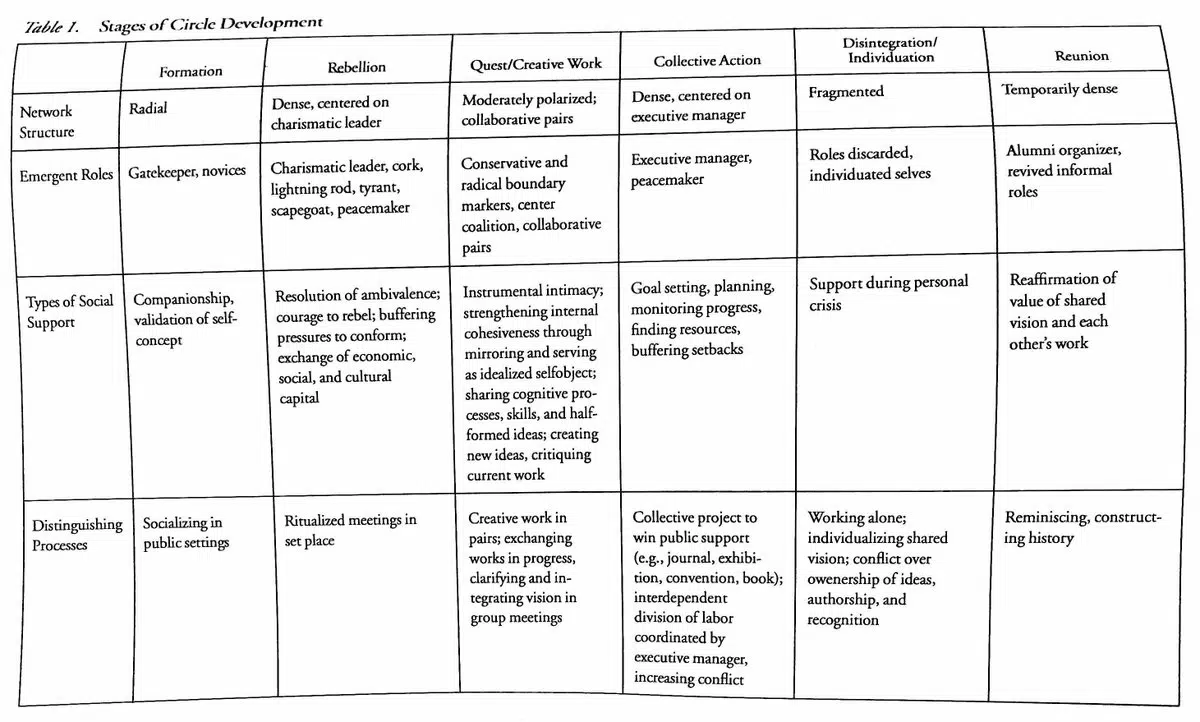 Table 1. Stages of Circle Development
Formation
Rebellion
Quest/Creative Work
Collective Action
Disintegration/
Individuation
Reunion
Network
Structure
Radial
Dense, centered on
charismatic leader
Moderately polarized;
collaborative pairs
Dense, centered on
executive manager
Fragmented
Temporarily dense
Emergent Roles
Gatekeeper, novices
Charismatic leader, cork,
lightning rod, tyrant,
scapegoat, peacemaker
Conservative and
radical boundary
markers, center
coalition, collaborative
pairs
Executive manager,
peacemaker
Roles discarded,
individuated selves
Alumni organizer,
revived informal
roles
Types of Social
Support
Companionship,
validation of self-
concept
Resolution of ambivalence;
courage to rebel; buffering
pressures to conform;
exchange of economic,
social, and cultural
capital
Instrumental intimacy;
strengthening internal
cohesiveness through
mirroring and serving
as idealized selfobject;
sharing cognitive pro-
cesses, skills, and half-
formed ideas; creating
new ideas, critiquing
current work
Goal setting, planning,
monitoring progress,
finding resources,
buffering setbacks
Support during personal
crisis
Reaffirmation of
value of shared
vision and each
other's work
Distinguishing
Processes
Socializing in
public settings
Ritualized meetings in
set place
Creative work in
pairs; exchanging
works in progress,
clarifying and in-
tegrating vision in
group meetings
Collective project to
win public support
(e.g., journal, exhibi-
tion, convention, book);
interdependent
division of labor
coordinated by
executive manager,
increasing conflict
Working alone;
individualizing shared
vision; conflict over
owenership of ideas,
authorship, and
recognition
Reminiscing, construct-
ing history